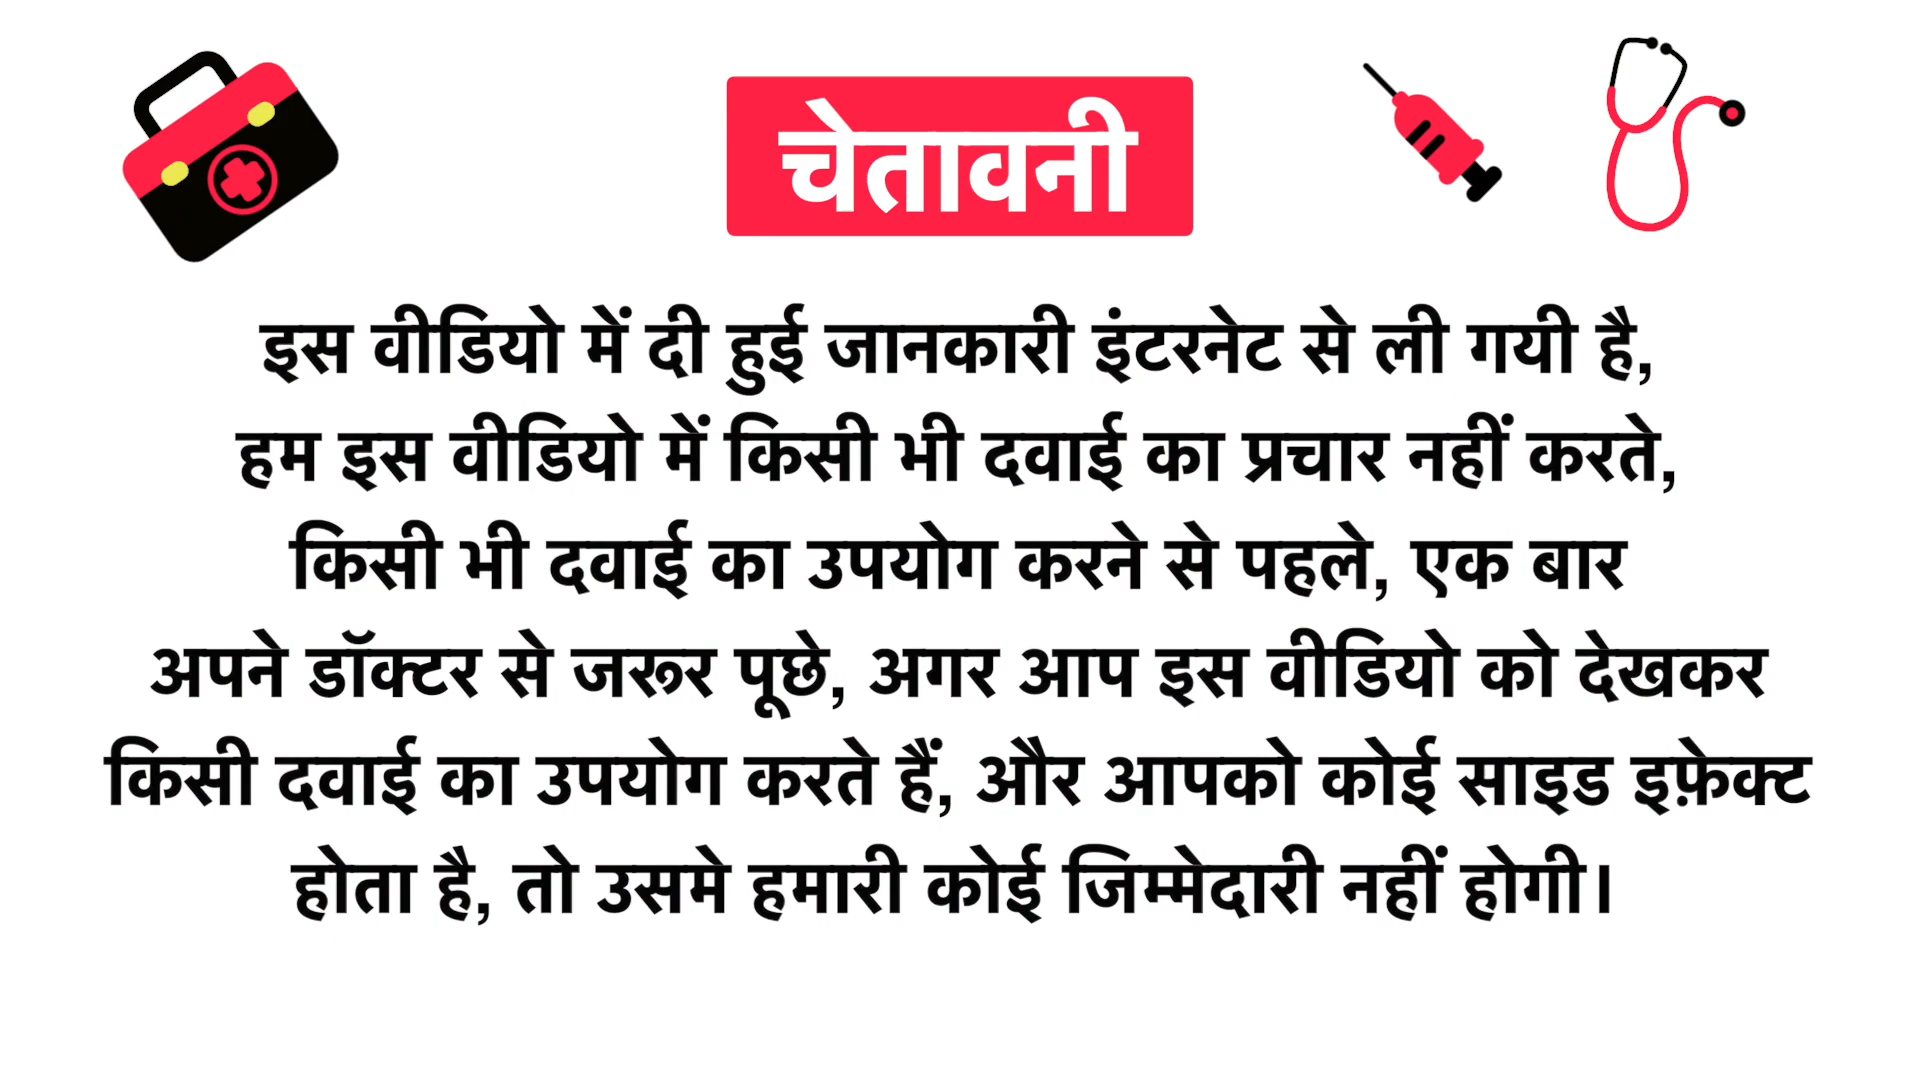 चेतावनी
इस वीडियो में दी हुई जानकारी इंटरनेट से ली गयी है,
हम इस वीडियो में किसी भी दवाई का प्रचार नहीं करते,
किसी भी दवाई का उपयोग करने से पहले, एक बार
अपने डॉक्टर से जरूर पूछे, अगर आप इस वीडियो को देखकर
किसी दवाई का उपयोग करते हैं, और आपको कोई साइड इफ़ेक्ट
होता है, तो उसमे हमारी कोई जिम्मेदारी नहीं होगी।